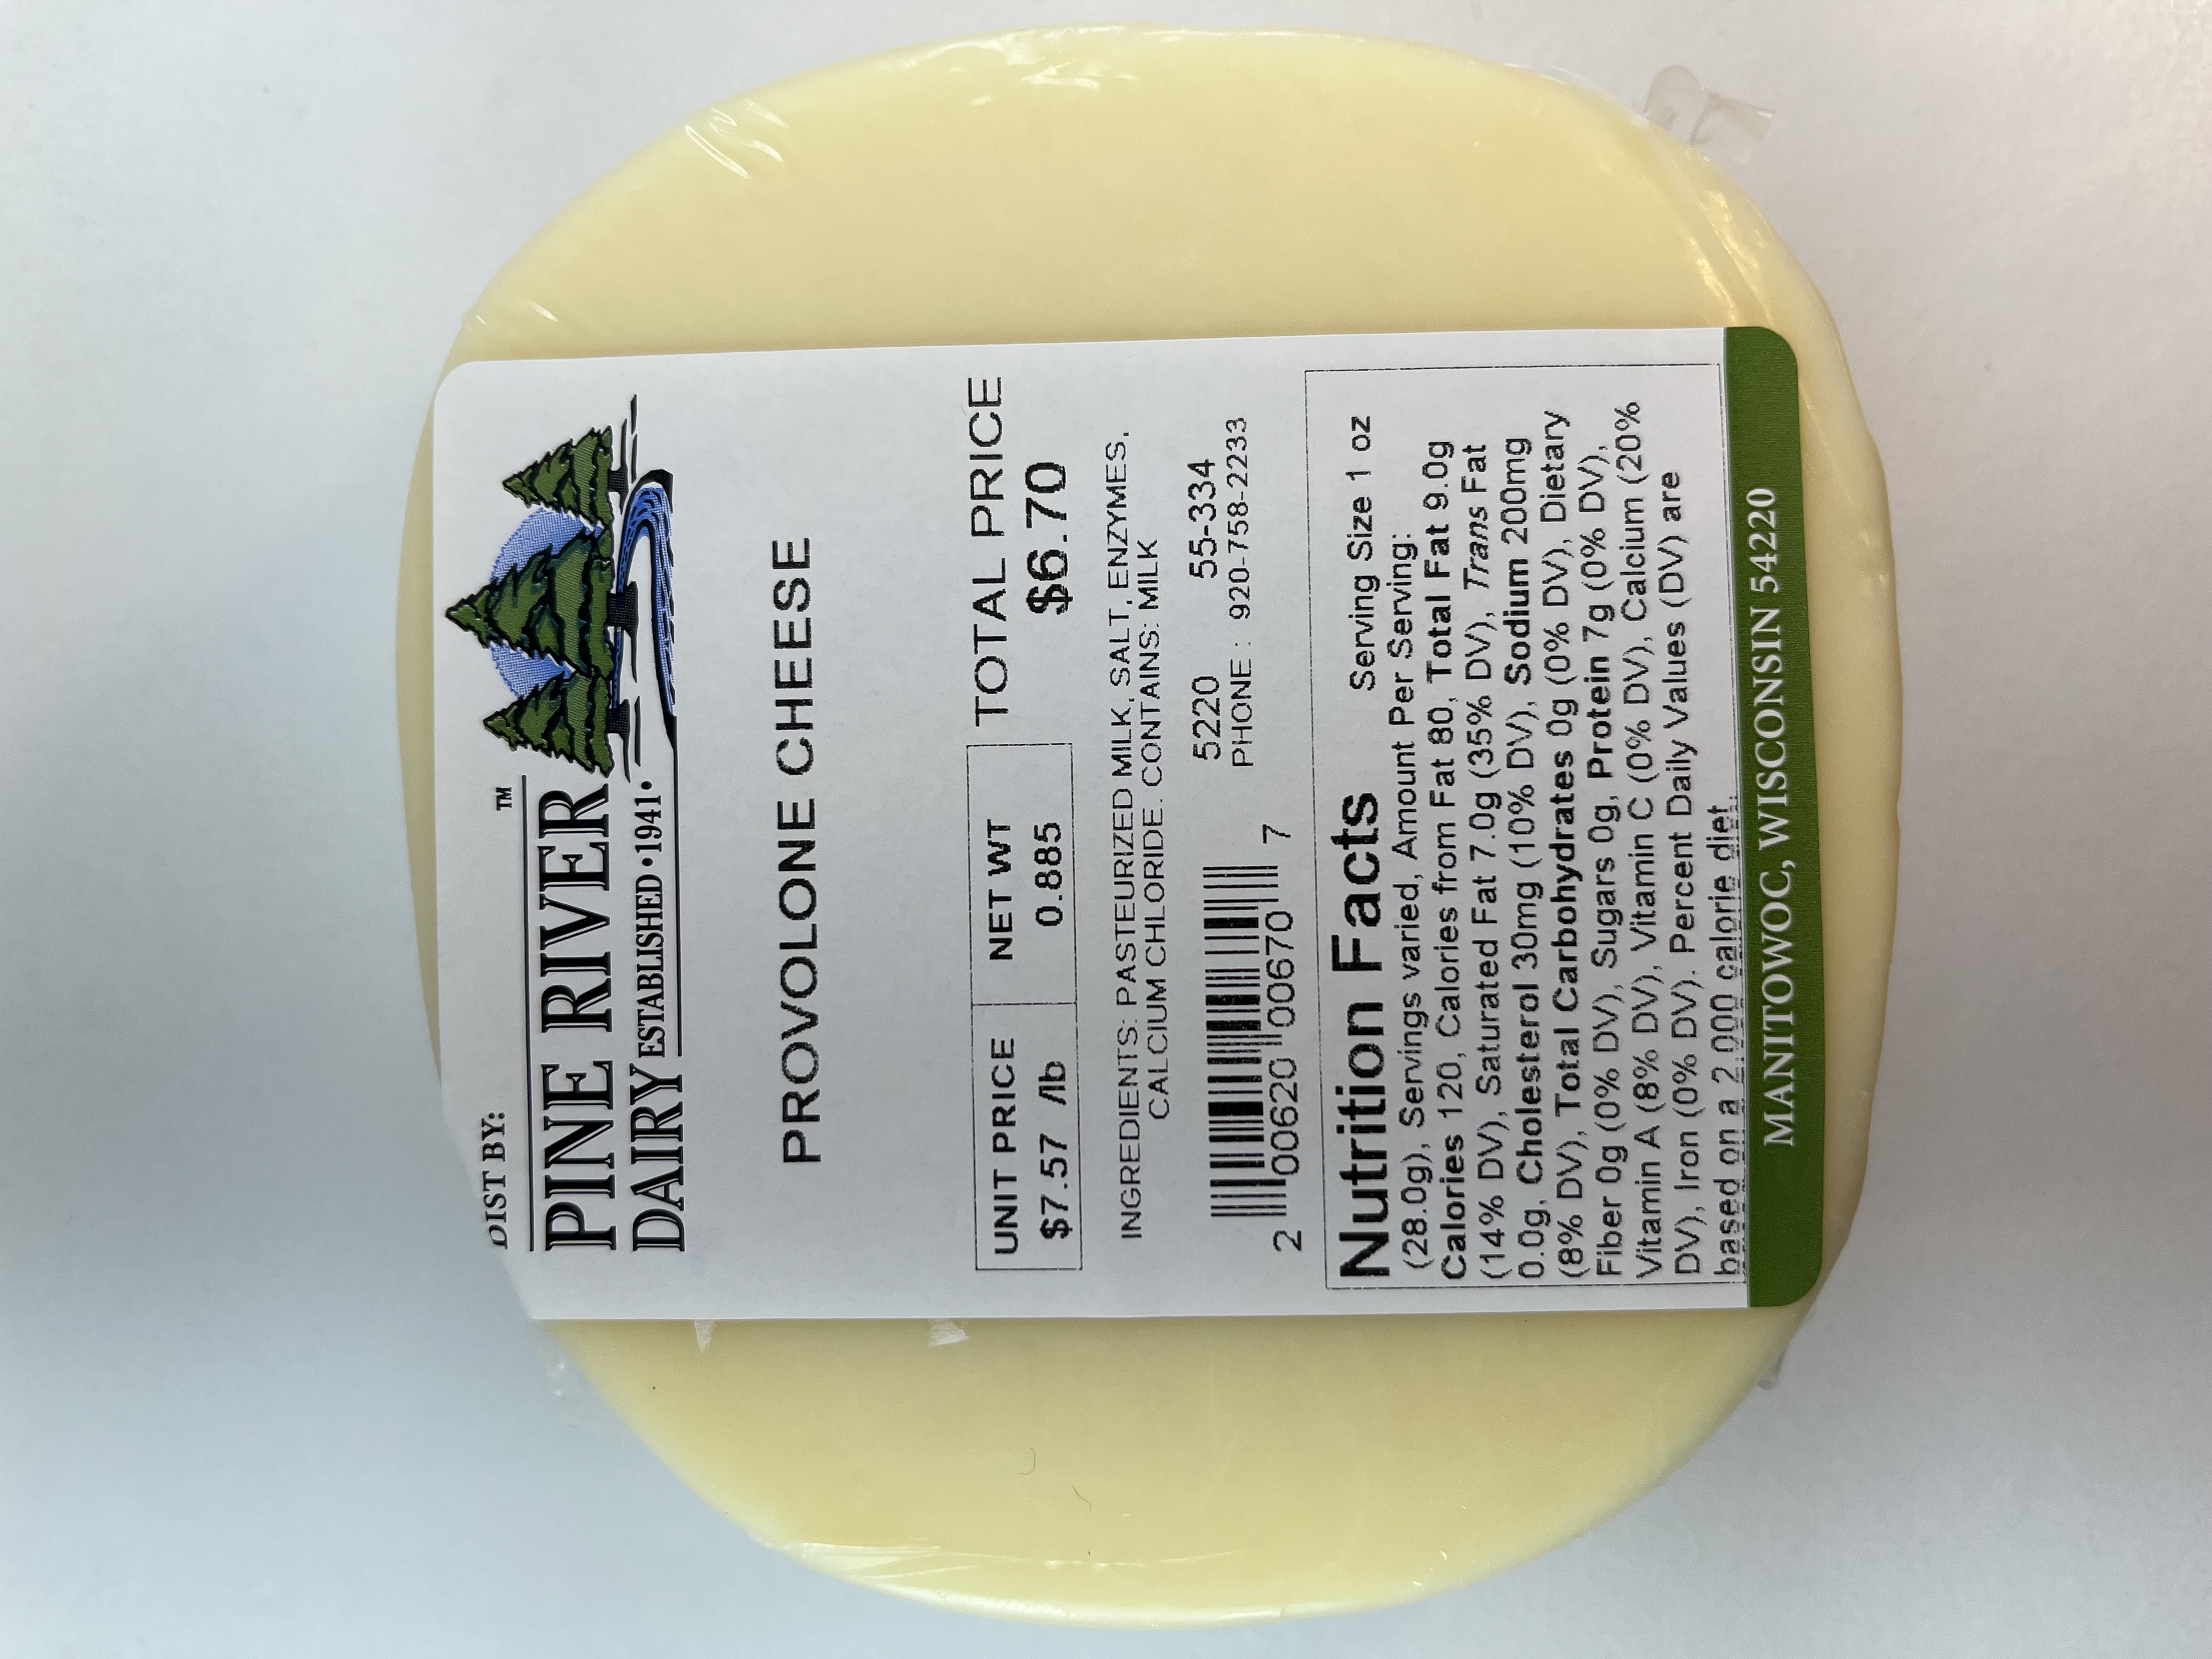 DIST BY:
PINE RIVER™
DAIRY ESTABLISHED •1941•
PROVOLONE CHEESE
UNIT PRICE NET WT TOTAL PRICE
$7.57 /lb 0.885 $6.70
INGREDIENTS: PASTEURIZED MILK, SALT, ENZYMES,
CALCIUM CHLORIDE. CONTAINS: MILK
5220 55-334
PHONE : 920-758-2233
2 00620 00670 7
Nutrition Facts Serving Size 1 oz
(28.0g), Servings varied, Amount Per Serving:
Calories 120, Calories from Fat 80, Total Fat 9.0g
(14% DV), Saturated Fat 7.0g (35% DV), Trans Fat
0.0g, Cholesterol 30mg (10% DV), Sodium 200mg
(8% DV), Total Carbohydrates 0g (0% DV), Dietary
Fiber 0g (0% DV), Sugars 0g, Protein 7g (0% DV),
Vitamin A (8% DV), Vitamin C (0% DV), Calcium (20%
DV), Iron (0% DV). Percent Daily Values (DV) are
based on a 2,000 calorie diet.
MANITOWOC, WISCONSIN 54220